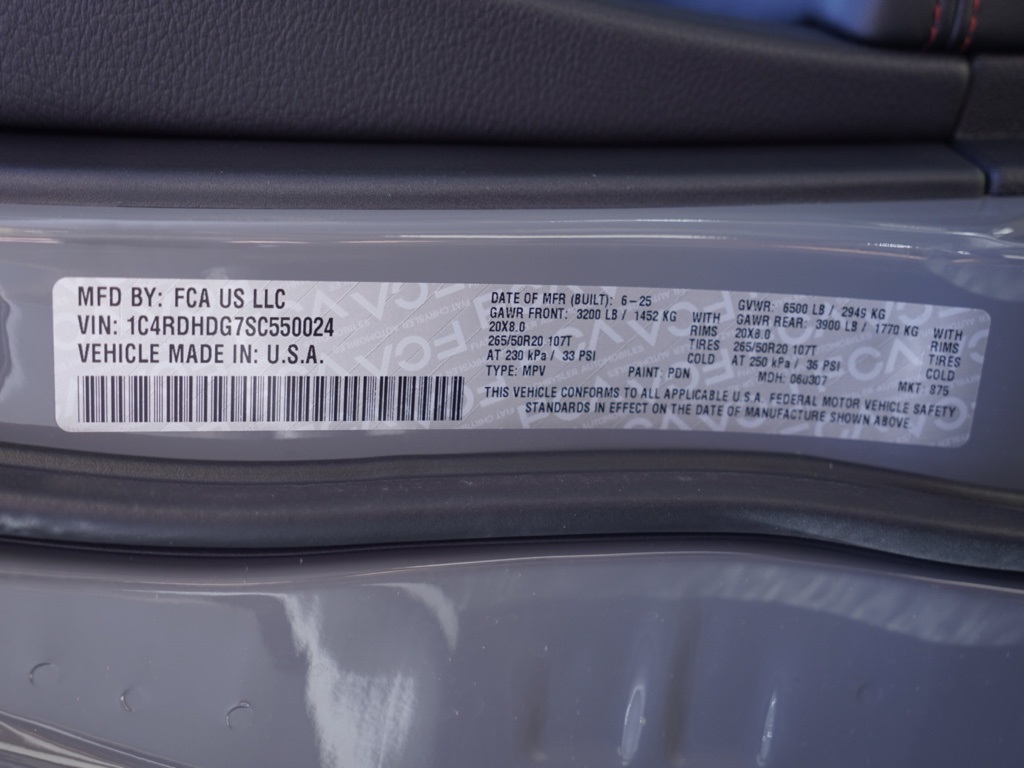 MFD BY: FCA US LLC
VIN: 1C4RDHDG7SC550024
VEHICLE MADE IN: U.S.A.
DATE OF MFR (BUILT): 6-25
GAWR FRONT: 3200 LB / 1452 KG WITH
20X8.0 RIMS
265/50R20 107T TIRES
AT 230 kPa / 33 PSI COLD
TYPE: MPV PAINT: PDN
GVWR: 6500 LB / 2949 KG
GAWR REAR: 3900 LB / 1770 KG WITH
20X8.0 RIMS
265/50R20 107T TIRES
AT 250 kPa / 36 PSI COLD
MDH: 060307 MKT: 875
THIS VEHICLE CONFORMS TO ALL APPLICABLE U.S.A. FEDERAL MOTOR VEHICLE SAFETY
STANDARDS IN EFFECT ON THE DATE OF MANUFACTURE SHOWN ABOVE.